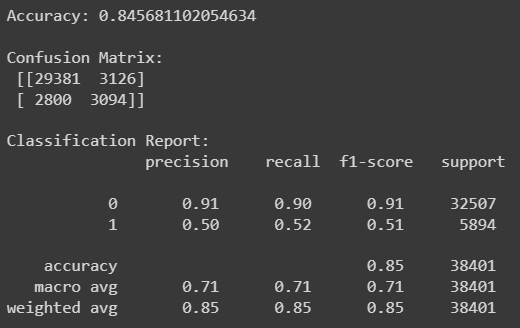 Accuracy: 0.845681102054634
Confusion Matrix:
[[29381 3126]
[ 2800 3094]]
Classification Report:
precision recall f1-score support
0 0.91 0.90 0.91 32507
1 0.50 0.52 0.51 5894
accuracy 0.85 38401
macro avg 0.71 0.71 0.71 38401
weighted avg 0.85 0.85 0.85 38401